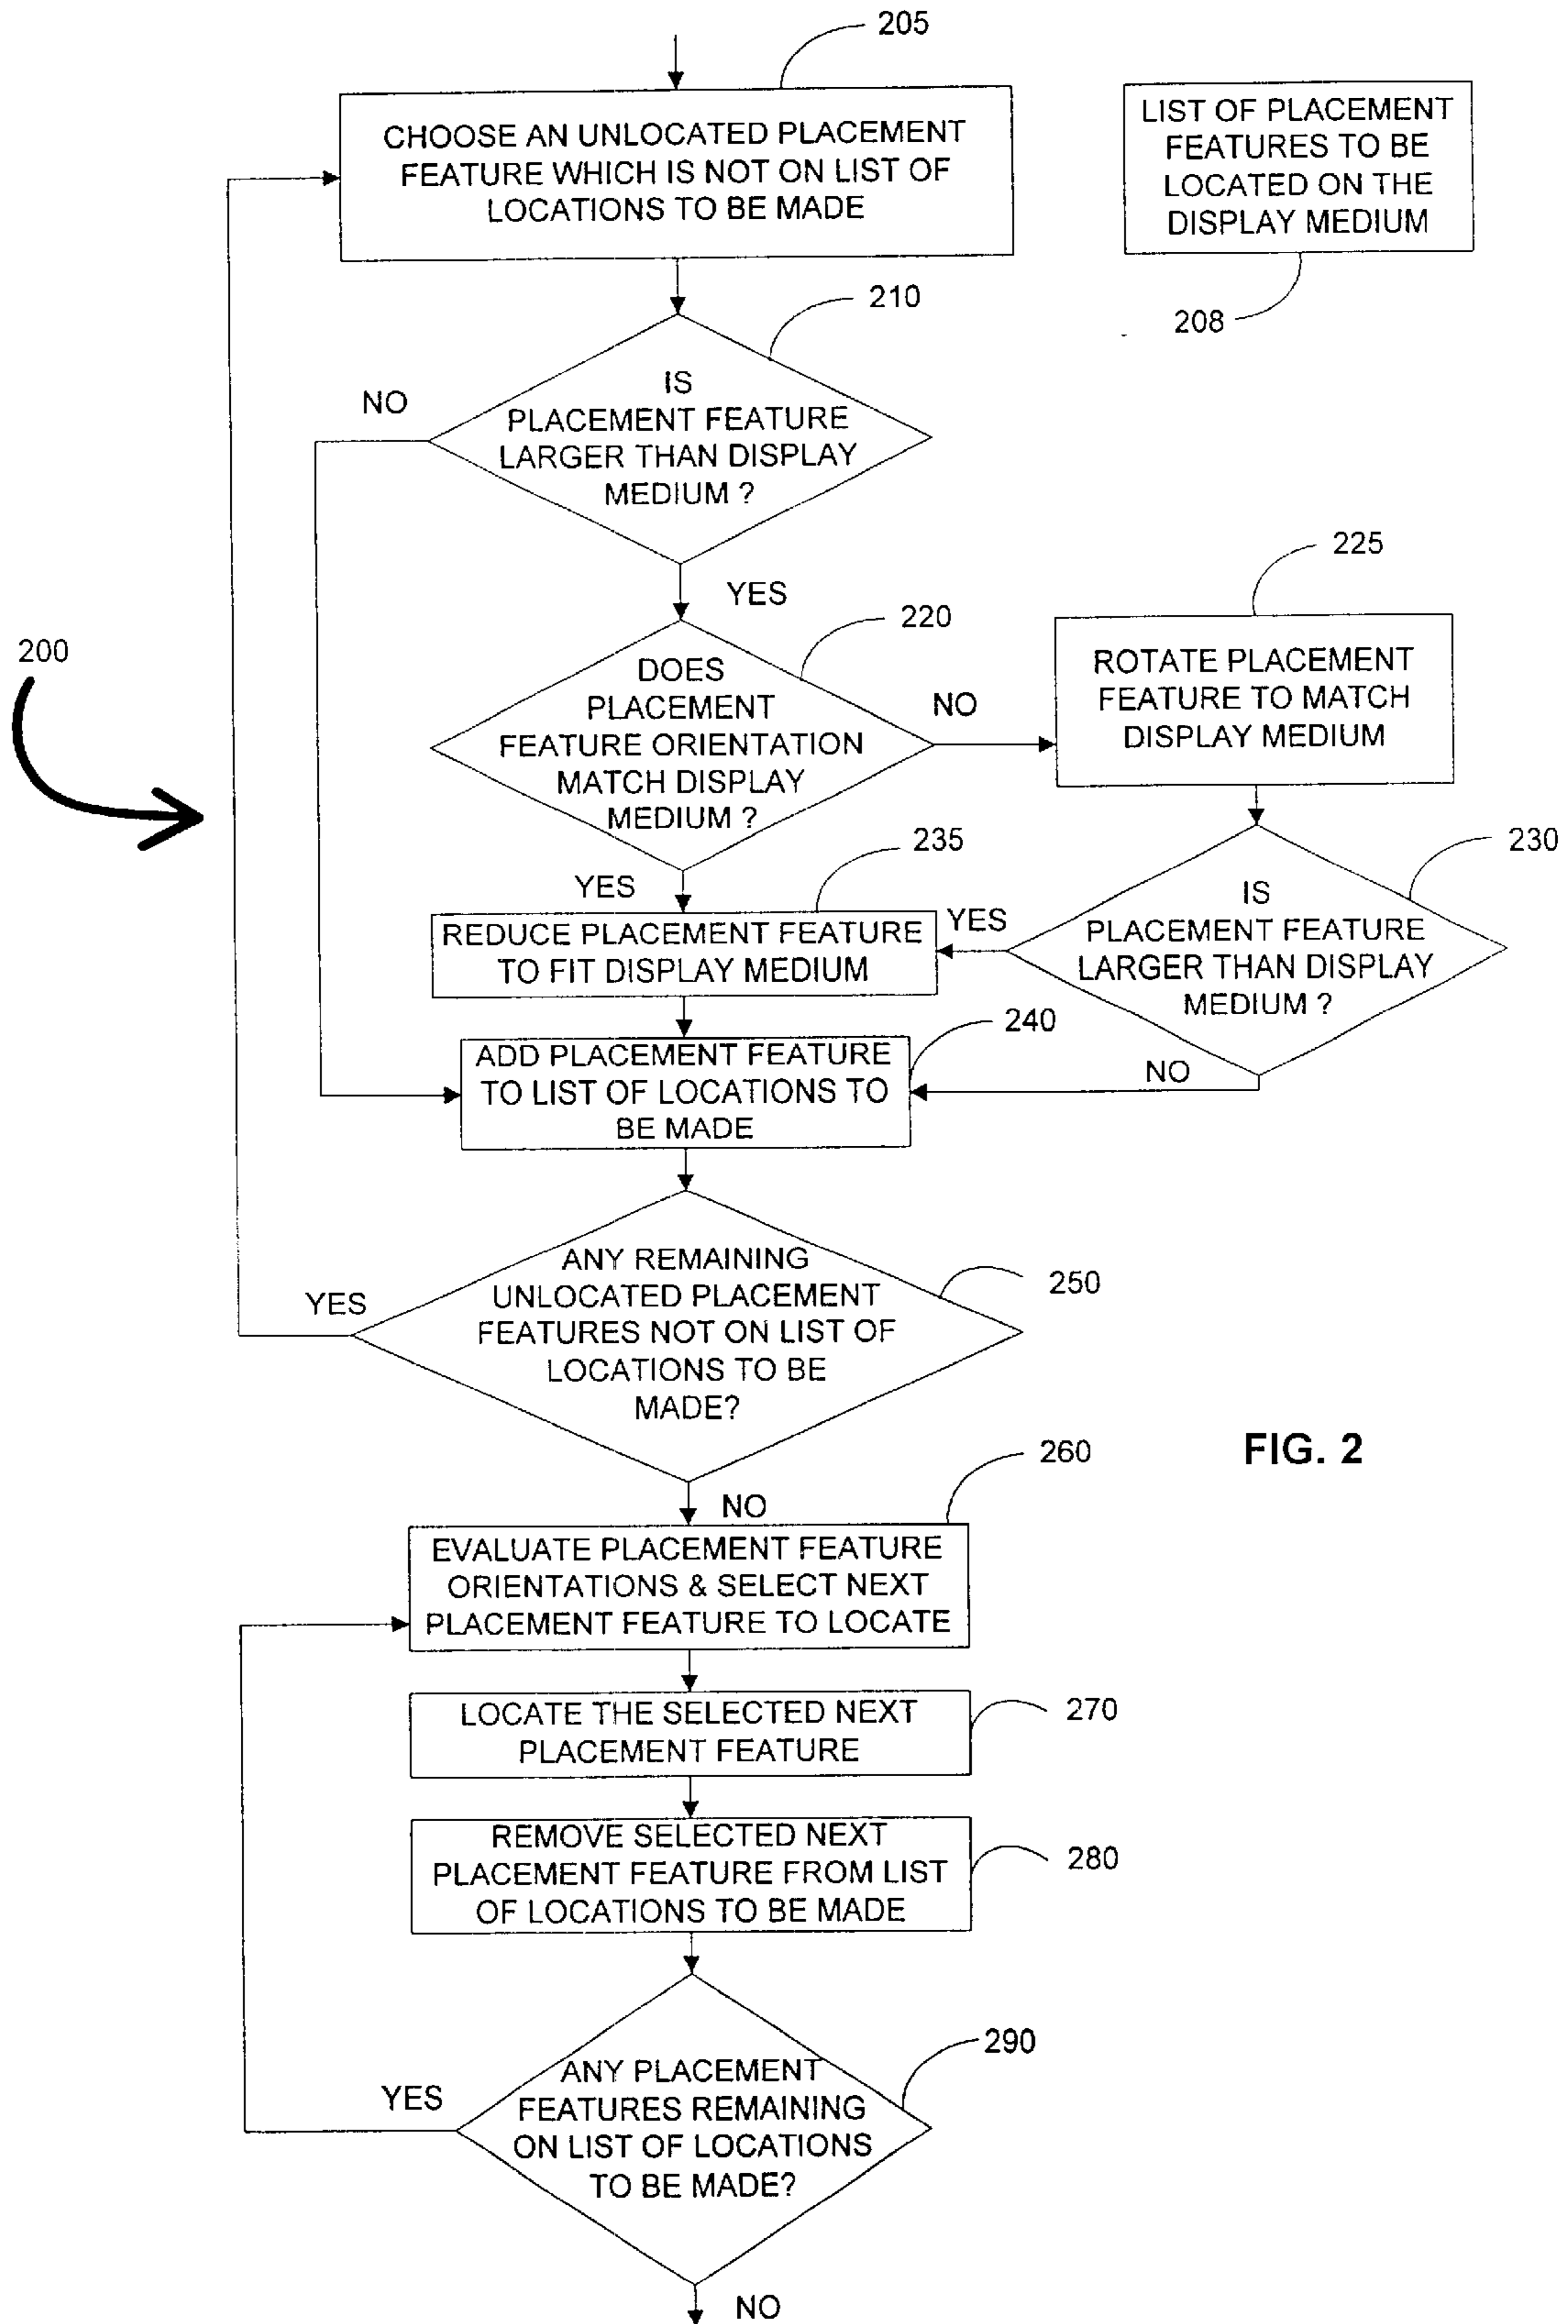 205
CHOOSE AN UNLOCATED PLACEMENT
FEATURE WHICH IS NOT ON LIST OF
LOCATIONS TO BE MADE
LIST OF PLACEMENT
FEATURES TO BE
LOCATED ON THE
DISPLAY MEDIUM
208
210
IS
PLACEMENT FEATURE
LARGER THAN DISPLAY
MEDIUM ?
NO
YES
200
220
DOES
PLACEMENT
FEATURE ORIENTATION
MATCH DISPLAY
MEDIUM ?
NO
225
ROTATE PLACEMENT
FEATURE TO MATCH
DISPLAY MEDIUM
YES
235
REDUCE PLACEMENT FEATURE
TO FIT DISPLAY MEDIUM
YES
230
IS
PLACEMENT FEATURE
LARGER THAN DISPLAY
MEDIUM ?
NO
240
ADD PLACEMENT FEATURE
TO LIST OF LOCATIONS TO
BE MADE
250
ANY REMAINING
UNLOCATED PLACEMENT
FEATURES NOT ON LIST OF
LOCATIONS TO BE
MADE?
YES
NO
FIG. 2
260
EVALUATE PLACEMENT FEATURE
ORIENTATIONS & SELECT NEXT
PLACEMENT FEATURE TO LOCATE
LOCATE THE SELECTED NEXT
PLACEMENT FEATURE
270
REMOVE SELECTED NEXT
PLACEMENT FEATURE FROM LIST
OF LOCATIONS TO BE MADE
280
290
ANY PLACEMENT
FEATURES REMAINING
ON LIST OF LOCATIONS
TO BE MADE?
YES
NO